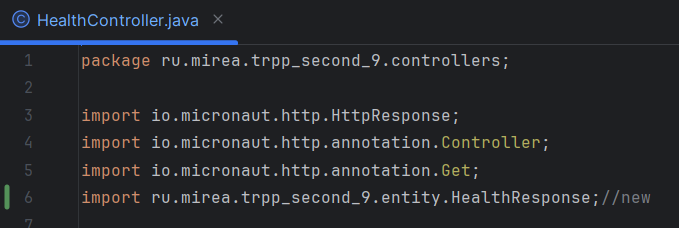 HealthController.java
1 package ru.mirea.trpp_second_9.controllers;
2
3 import io.micronaut.http.HttpResponse;
4 import io.micronaut.http.annotation.Controller;
5 import io.micronaut.http.annotation.Get;
6 import ru.mirea.trpp_second_9.entity.HealthResponse;//new
7